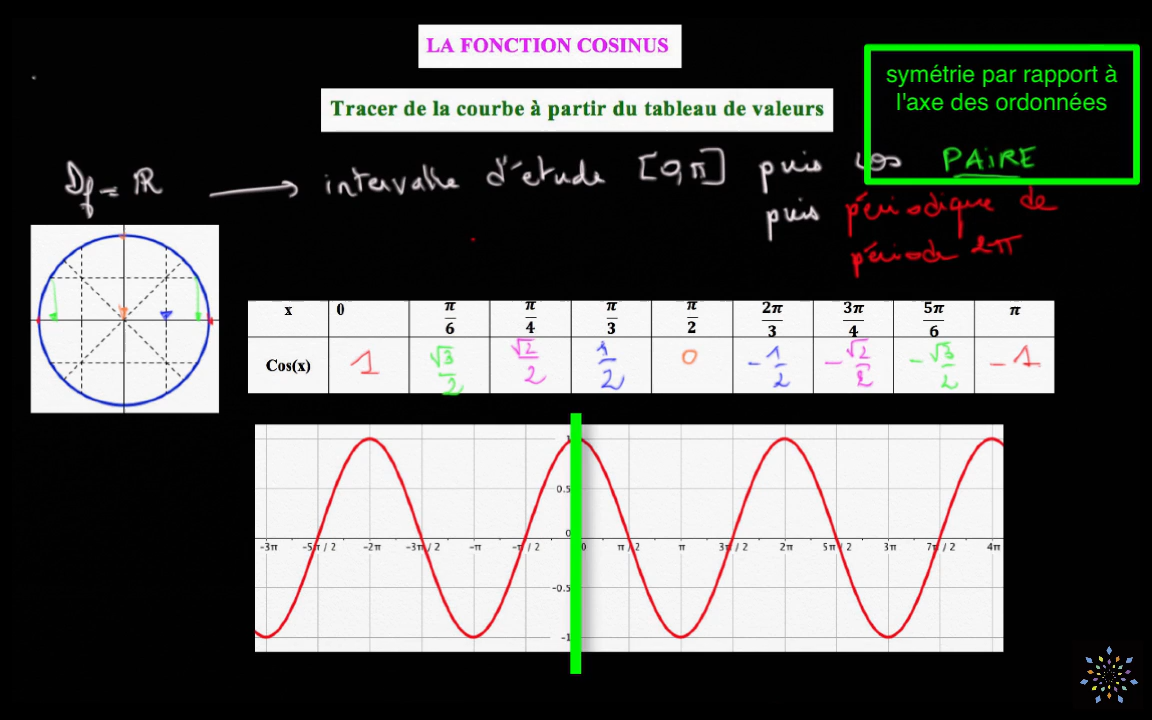 LA FONCTION COSINUS
symétrie par rapport à
l'axe des ordonnées
Tracer de la courbe à partir du tableau de valeurs
Df = ℝ → intervalle d'étude [0,π] puis cos PAIRE
puis périodique de
période 2π
x 0 π/6 π/4 π/3 π/2 2π/3 3π/4 5π/6 π
Cos(x) 1 √3/2 √2/2 1/2 0 -1/2 -√2/2 -√3/2 -1
1
0.5
0
-3π -5π/2 -2π -3π/2 -π -π/2 0 π/2 π 3π/2 2π 5π/2 3π 7π/2 4π
-0.5
-1